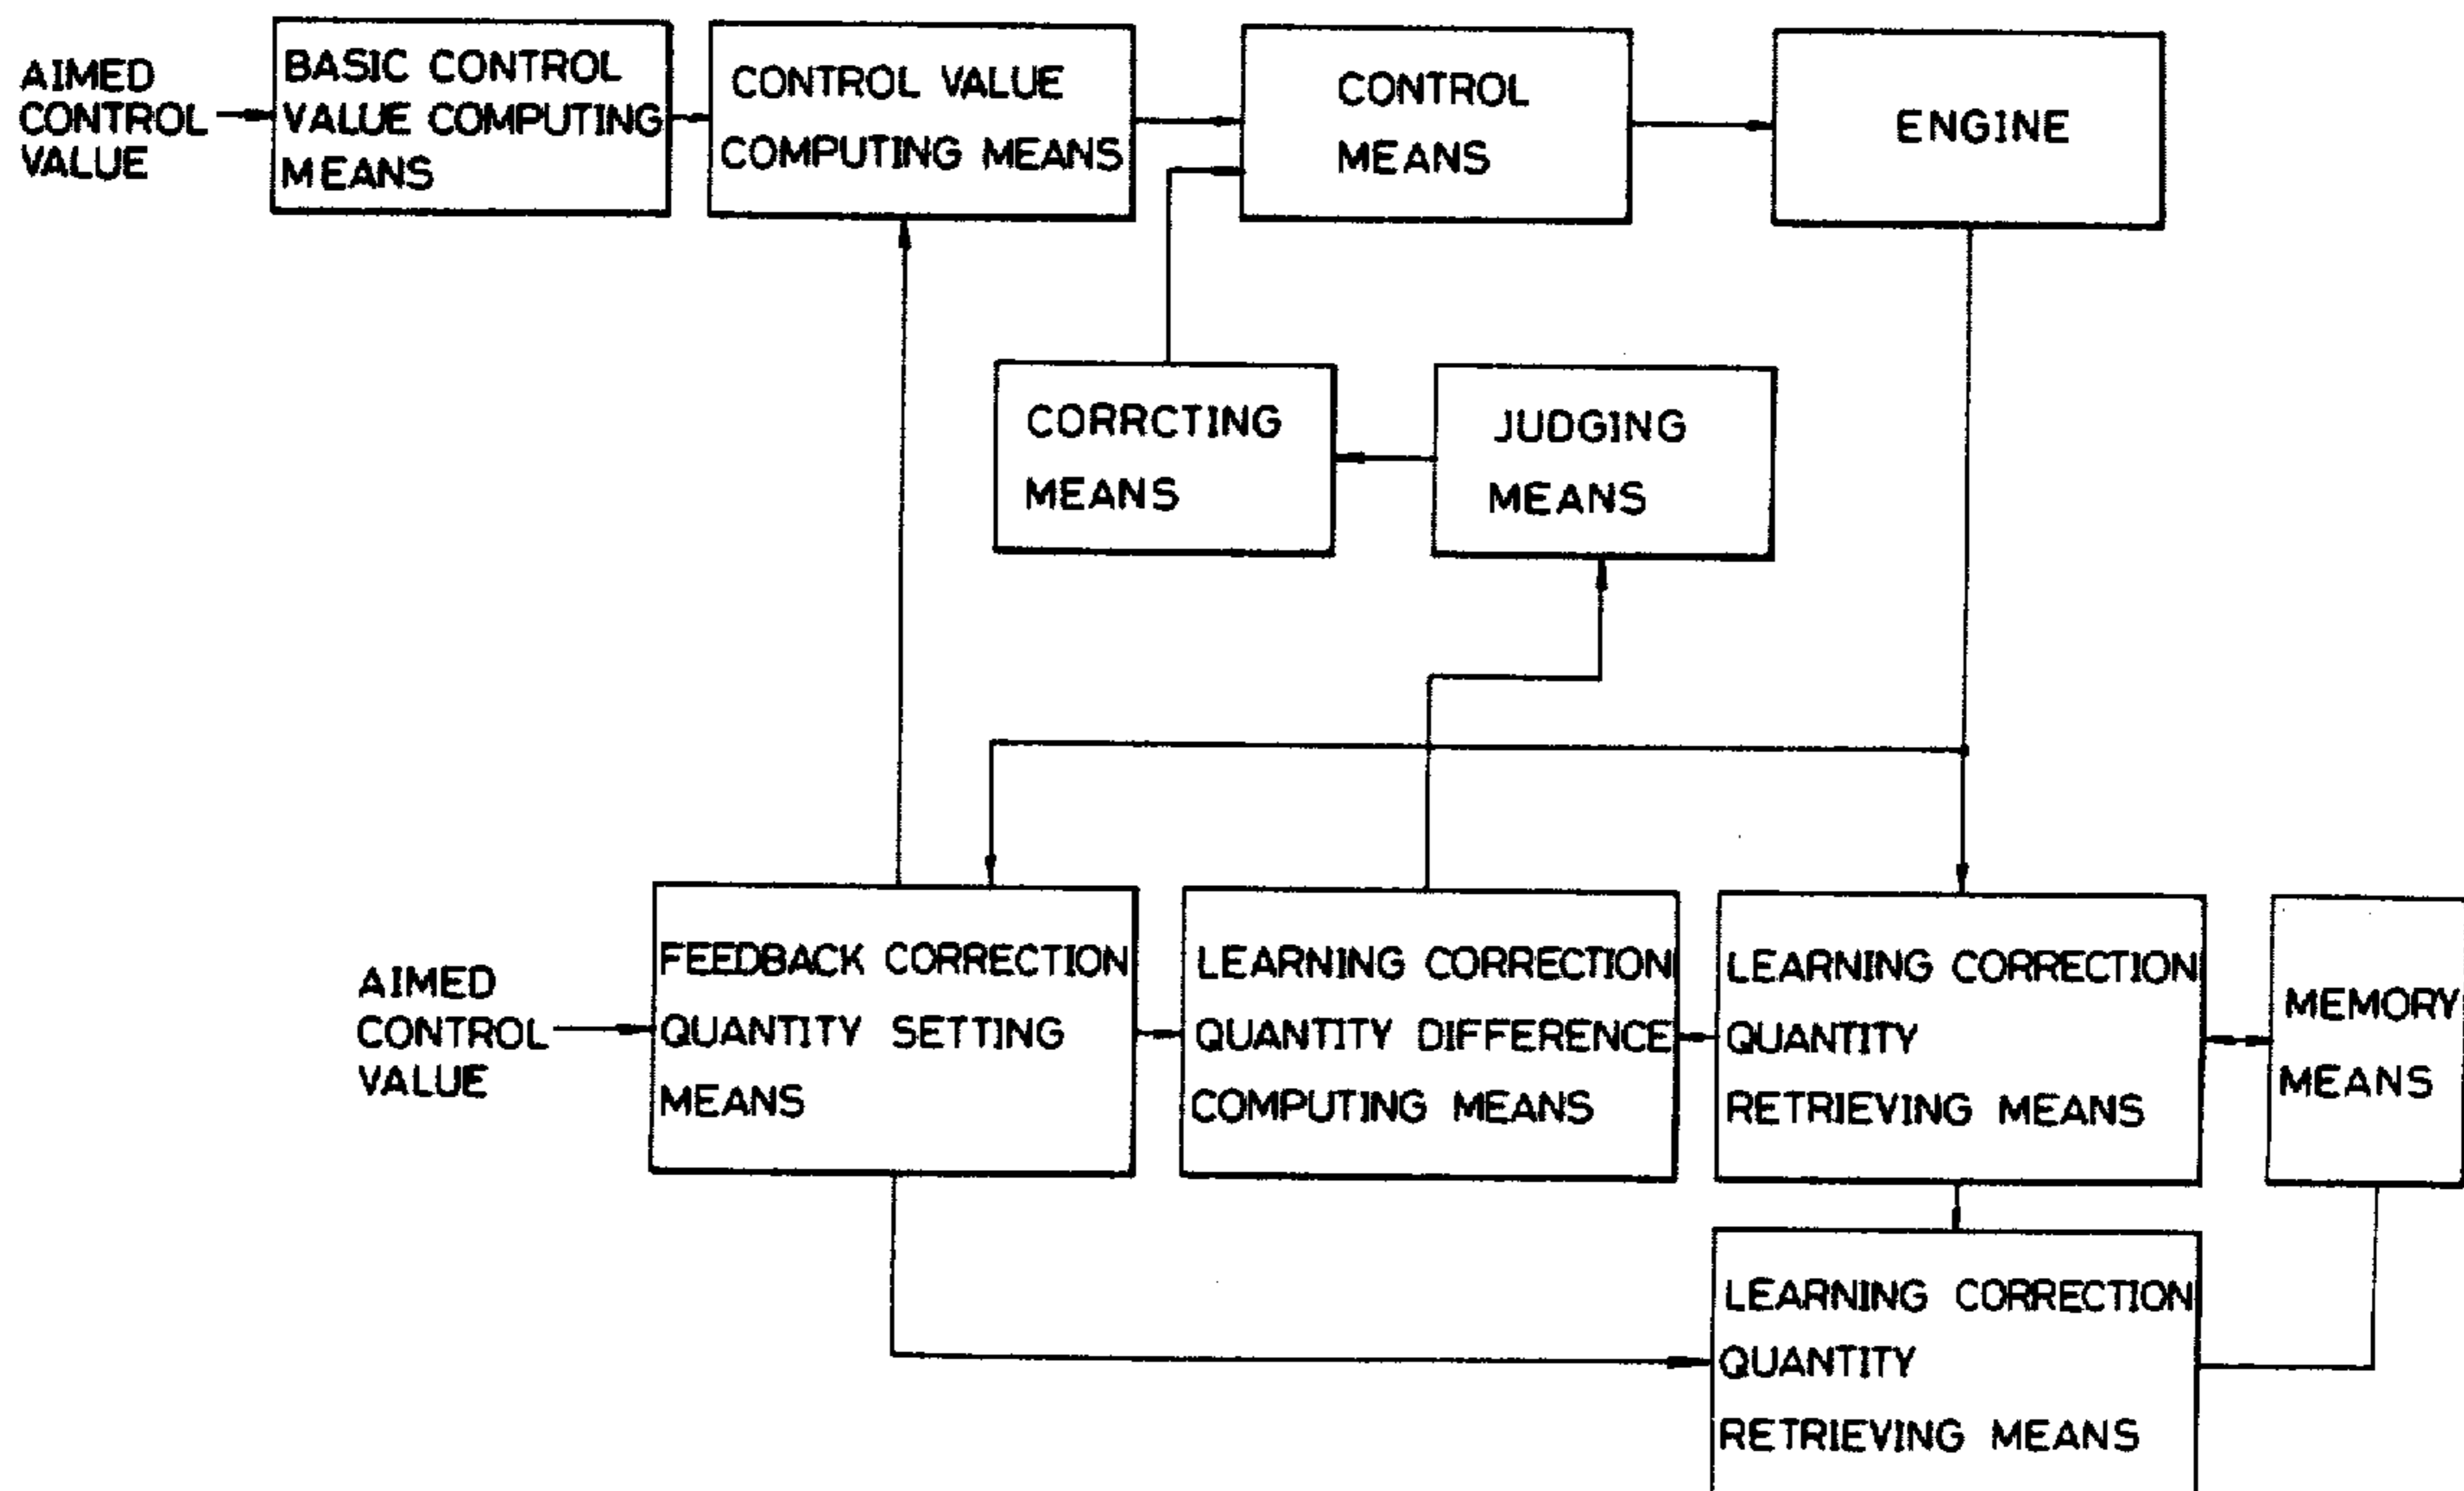 AIMED
CONTROL
VALUE
BASIC CONTROL
VALUE COMPUTING
MEANS
CONTROL VALUE
COMPUTING MEANS
CONTROL
MEANS
ENGINE
CORRCTING
MEANS
JUDGING
MEANS
AIMED
CONTROL
VALUE
FEEDBACK CORRECTION
QUANTITY SETTING
MEANS
LEARNING CORRECTION
QUANTITY DIFFERENCE
COMPUTING MEANS
LEARNING CORRECTION
QUANTITY
RETRIEVING MEANS
MEMORY
MEANS
LEARNING CORRECTION
QUANTITY
RETRIEVING MEANS